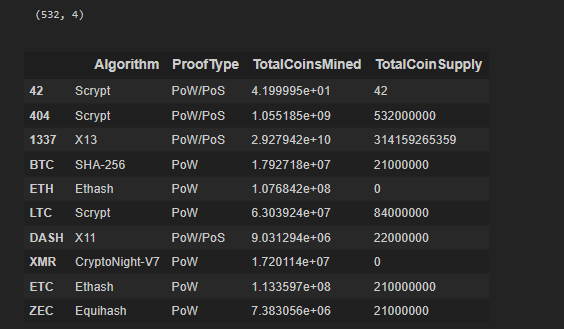 (532, 4)
Algorithm ProofType TotalCoinsMined TotalCoinSupply
42 Scrypt PoW/PoS 4.199995e+01 42
404 Scrypt PoW/PoS 1.055185e+09 532000000
1337 X13 PoW/PoS 2.927942e+10 314159265359
BTC SHA-256 PoW 1.792718e+07 21000000
ETH Ethash PoW 1.076842e+08 0
LTC Scrypt PoW 6.303924e+07 84000000
DASH X11 PoW/PoS 9.031294e+06 22000000
XMR CryptoNight-V7 PoW 1.720114e+07 0
ETC Ethash PoW 1.133597e+08 210000000
ZEC Equihash PoW 7.383056e+06 21000000